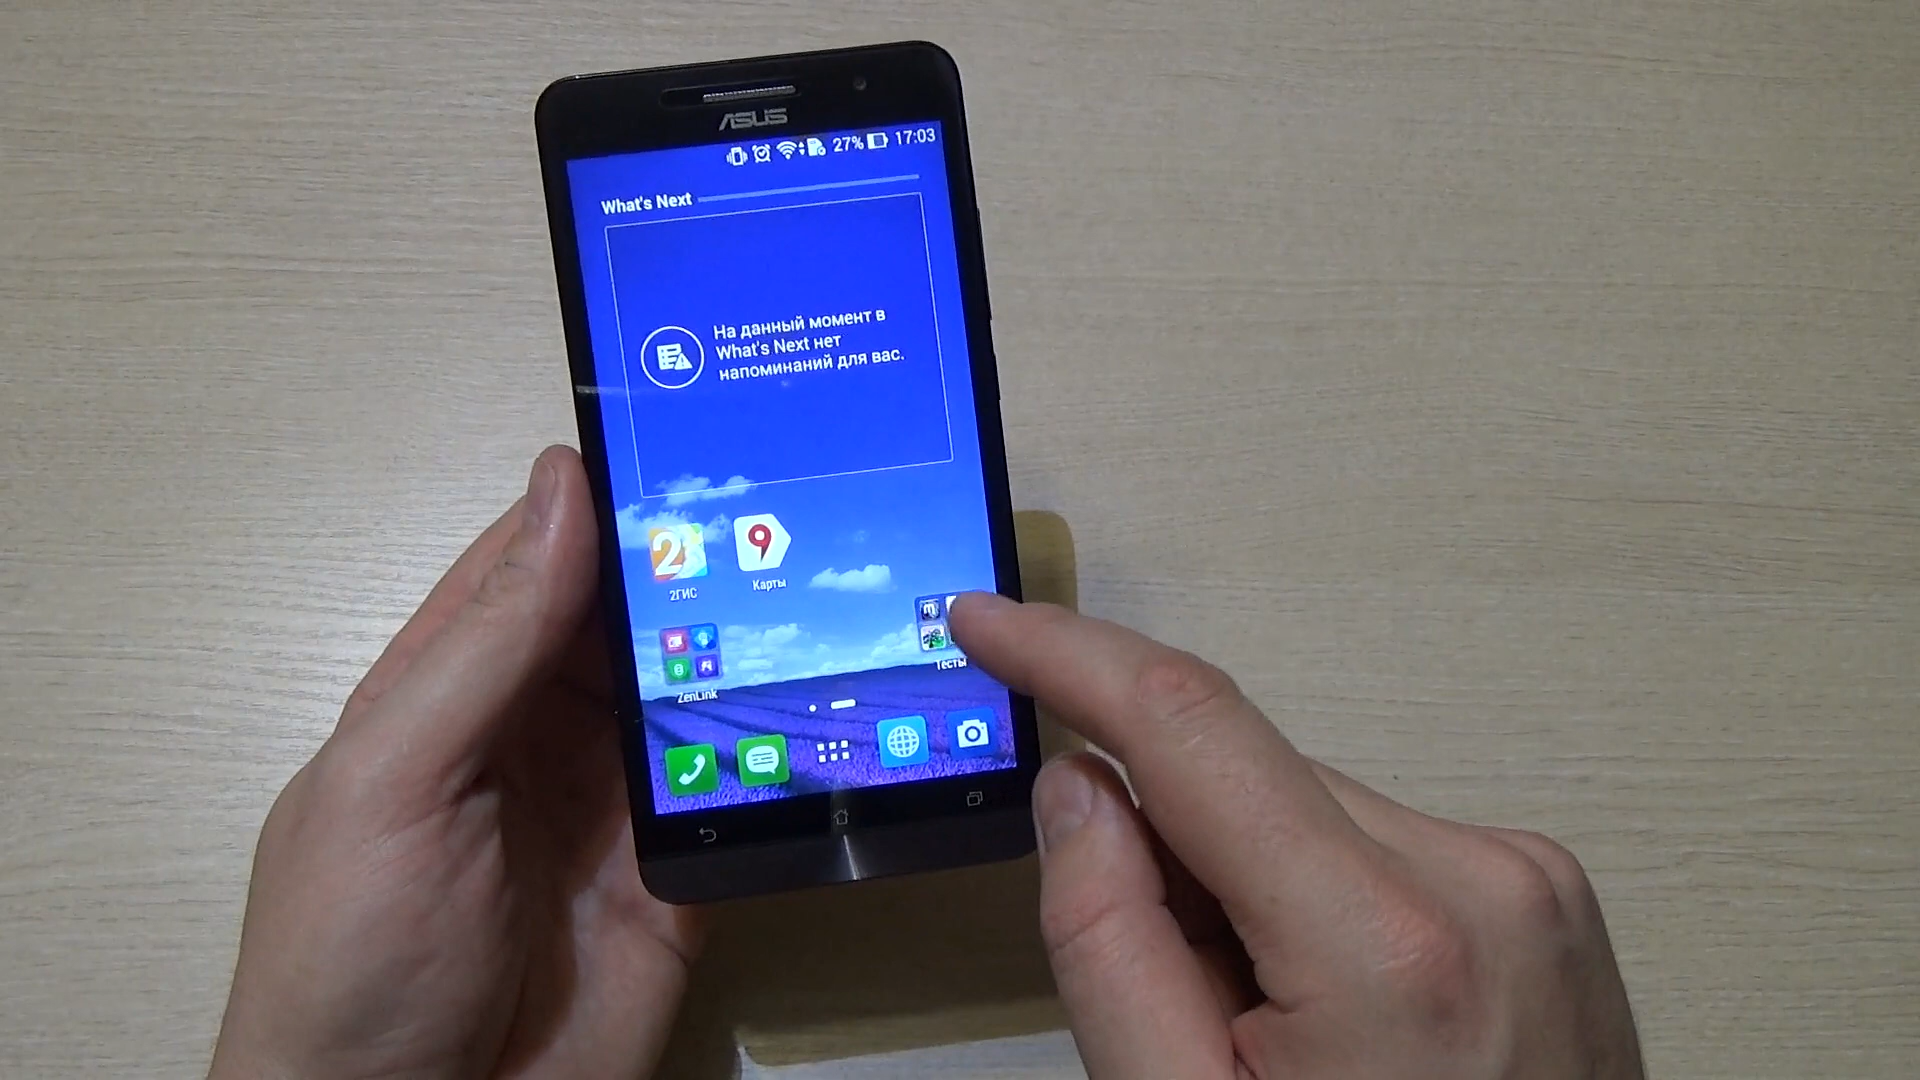 ASUS
27% 17:03
What's Next
На данный момент в
What's Next нет
напоминаний для вас.
2ГИС
Карты
Тесты
ZenLink